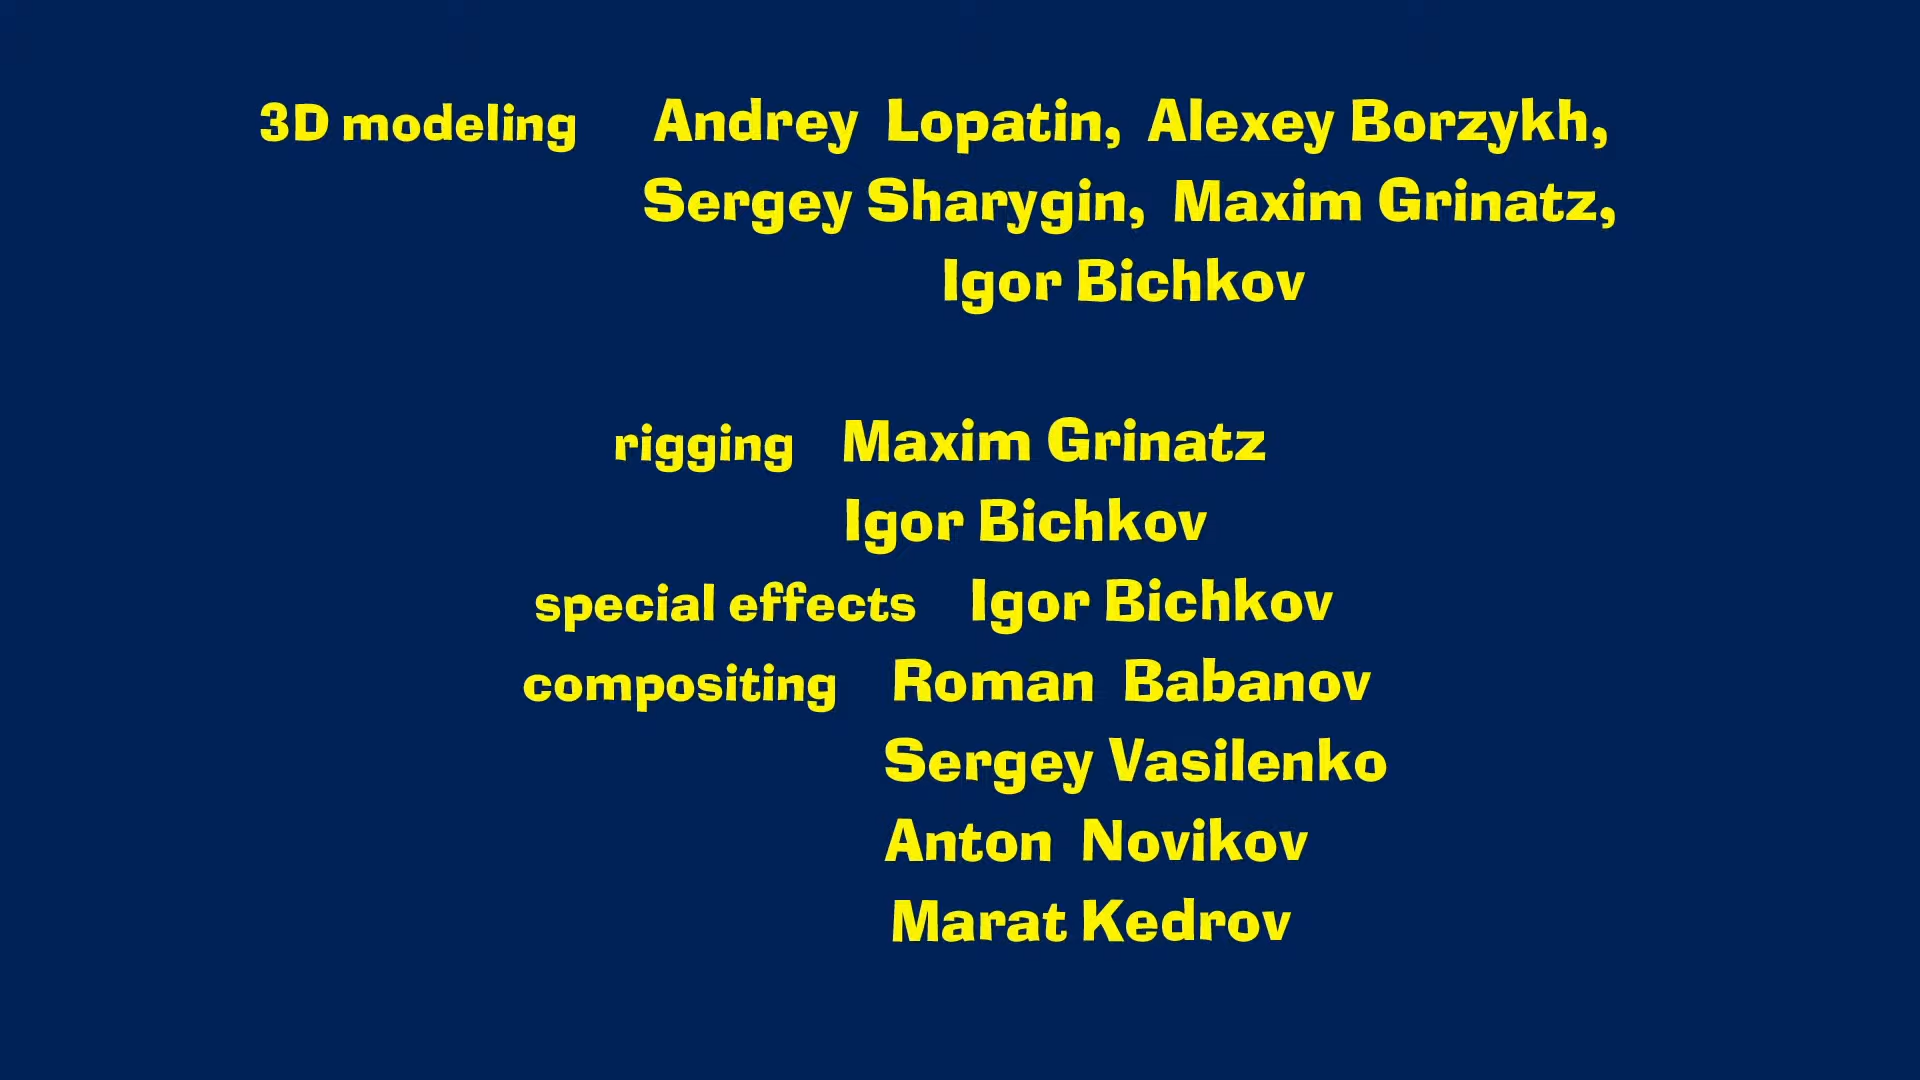 3D modeling Andrey Lopatin, Alexey Borzykh,
Sergey Sharygin, Maxim Grinatz,
Igor Bichkov
rigging Maxim Grinatz
Igor Bichkov
special effects Igor Bichkov
compositing Roman Babanov
Sergey Vasilenko
Anton Novikov
Marat Kedrov